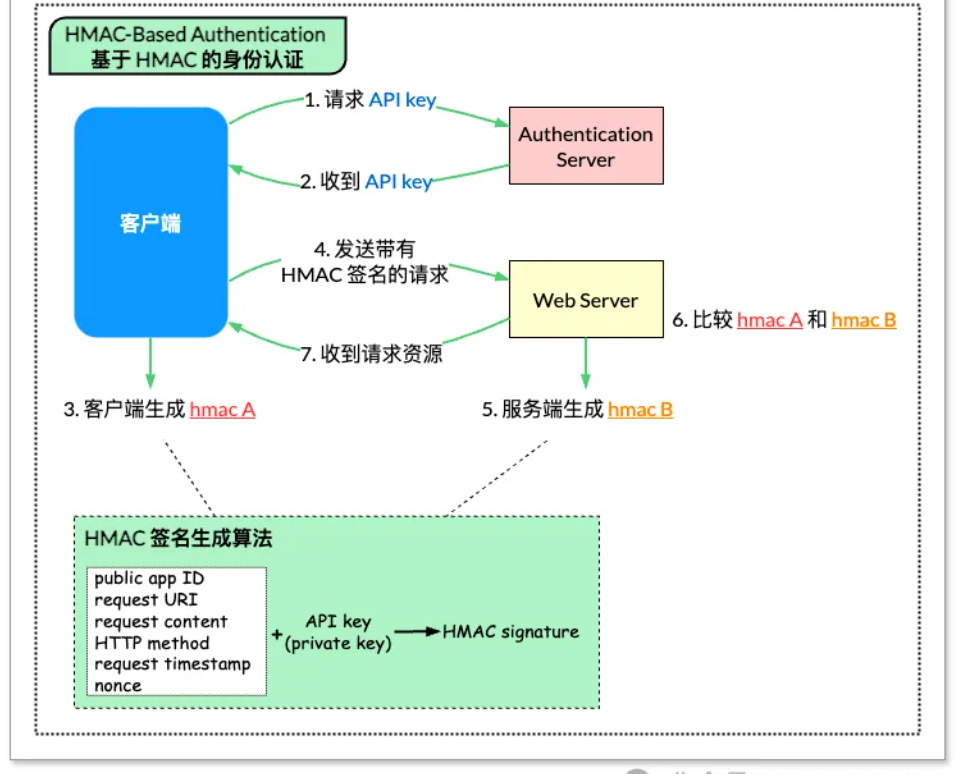 HMAC-Based Authentication
基于 HMAC 的身份认证
1. 请求 API key
Authentication
Server
2. 收到 API key
客户端
4. 发送带有
HMAC 签名的请求
Web Server
6. 比较 hmac A 和 hmac B
7. 收到请求资源
3. 客户端生成 hmac A
5. 服务端生成 hmac B
HMAC 签名生成算法
public app ID
request URI
request content
HTTP method
request timestamp
nonce
+
API key
(private key)
HMAC signature